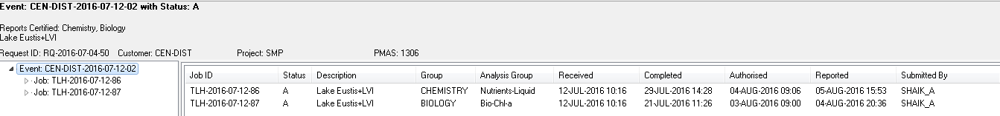 Event: CEN-DIST-2016-07-12-02 with Status: A
Reports Certified: Chemistry, Biology
Lake Eustis+LVI
Request ID: RQ-2016-07-04-50 Customer: CEN-DIST Project: SMP PMAS: 1306
Event: CEN-DIST-2016-07-12-02
Job: TLH-2016-07-12-86
Job: TLH-2016-07-12-87
Job ID Status Description Group Analysis Group Received Completed Authorised Reported Submitted By
TLH-2016-07-12-86 A Lake Eustis+LVI CHEMISTRY Nutrients-Liquid 12-JUL-2016 10:16 29-JUL-2016 14:28 04-AUG-2016 09:06 05-AUG-2016 15:53 SHAIK_A
TLH-2016-07-12-87 A Lake Eustis+LVI BIOLOGY Bio-Chl-a 12-JUL-2016 10:16 21-JUL-2016 11:26 03-AUG-2016 09:00 04-AUG-2016 20:36 SHAIK_A